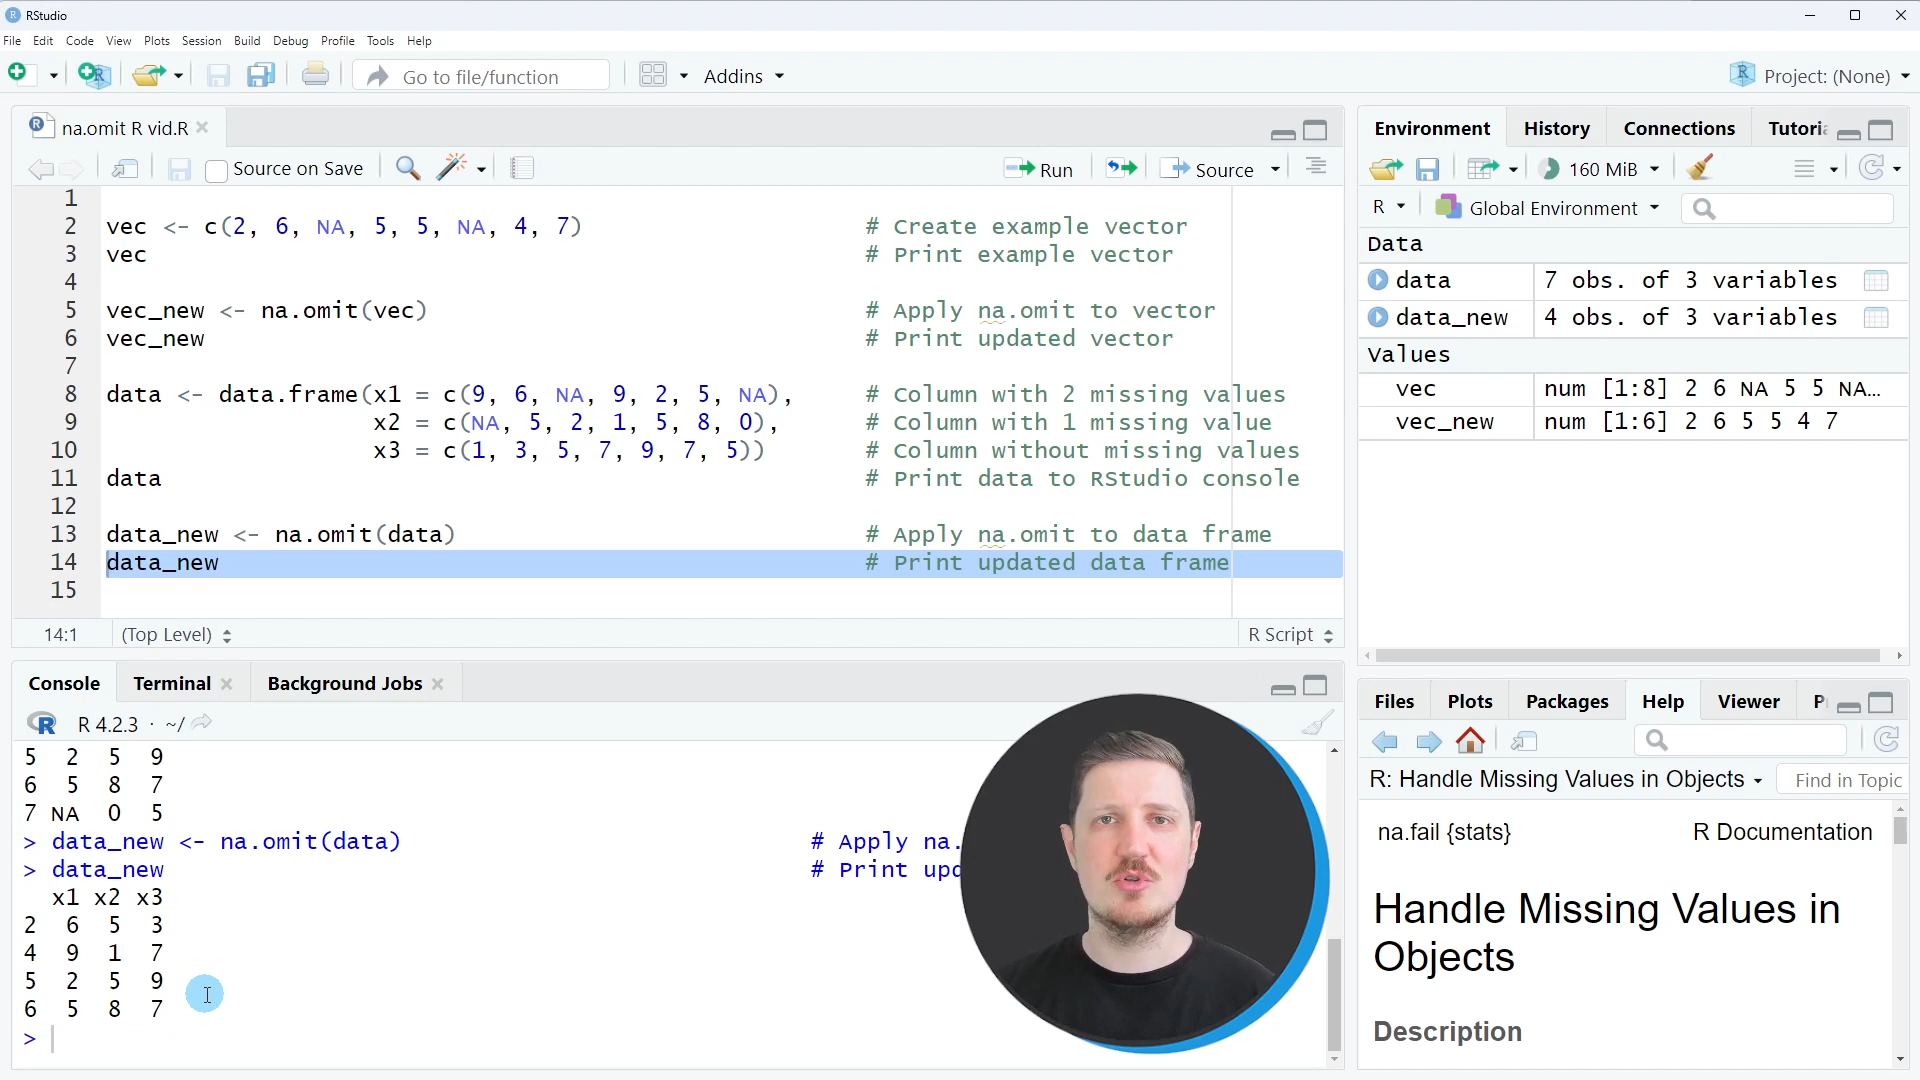 RStudio
File Edit Code View Plots Session Build Debug Profile Tools Help
Go to file/function Addins Project: (None)
na.omit R vid.R
Source on Save Run Source
1
2 vec <- c(2, 6, NA, 5, 5, NA, 4, 7) # Create example vector
3 vec # Print example vector
4
5 vec_new <- na.omit(vec) # Apply na.omit to vector
6 vec_new # Print updated vector
7
8 data <- data.frame(x1 = c(9, 6, NA, 9, 2, 5, NA), # Column with 2 missing values
9 x2 = c(NA, 5, 2, 1, 5, 8, 0), # Column with 1 missing value
10 x3 = c(1, 3, 5, 7, 9, 7, 5)) # Column without missing values
11 data # Print data to RStudio console
12
13 data_new <- na.omit(data) # Apply na.omit to data frame
14 data_new # Print updated data frame
15
14:1 (Top Level) R Script
Console Terminal Background Jobs
R 4.2.3 · ~/
5 2 5 9
6 5 8 7
7 NA 0 5
> data_new <- na.omit(data) # Apply na.
> data_new # Print upd
x1 x2 x3
2 6 5 3
4 9 1 7
5 2 5 9
6 5 8 7
>
Environment History Connections Tutori
160 MiB
R Global Environment
Data
data 7 obs. of 3 variables
data_new 4 obs. of 3 variables
Values
vec num [1:8] 2 6 NA 5 5 NA…
vec_new num [1:6] 2 6 5 5 4 7
Files Plots Packages Help Viewer P
R: Handle Missing Values in Objects Find in Topic
na.fail {stats} R Documentation
Handle Missing Values in
Objects
Description